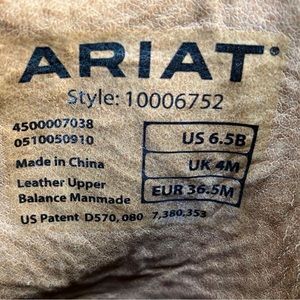 ARIAT®
Style: 10006752
4500007038
0510050910
Made in China
Leather Upper
Balance Manmade
US 6.5B
UK 4M
EUR 36.5M
US Patent D570,080 7,380,353